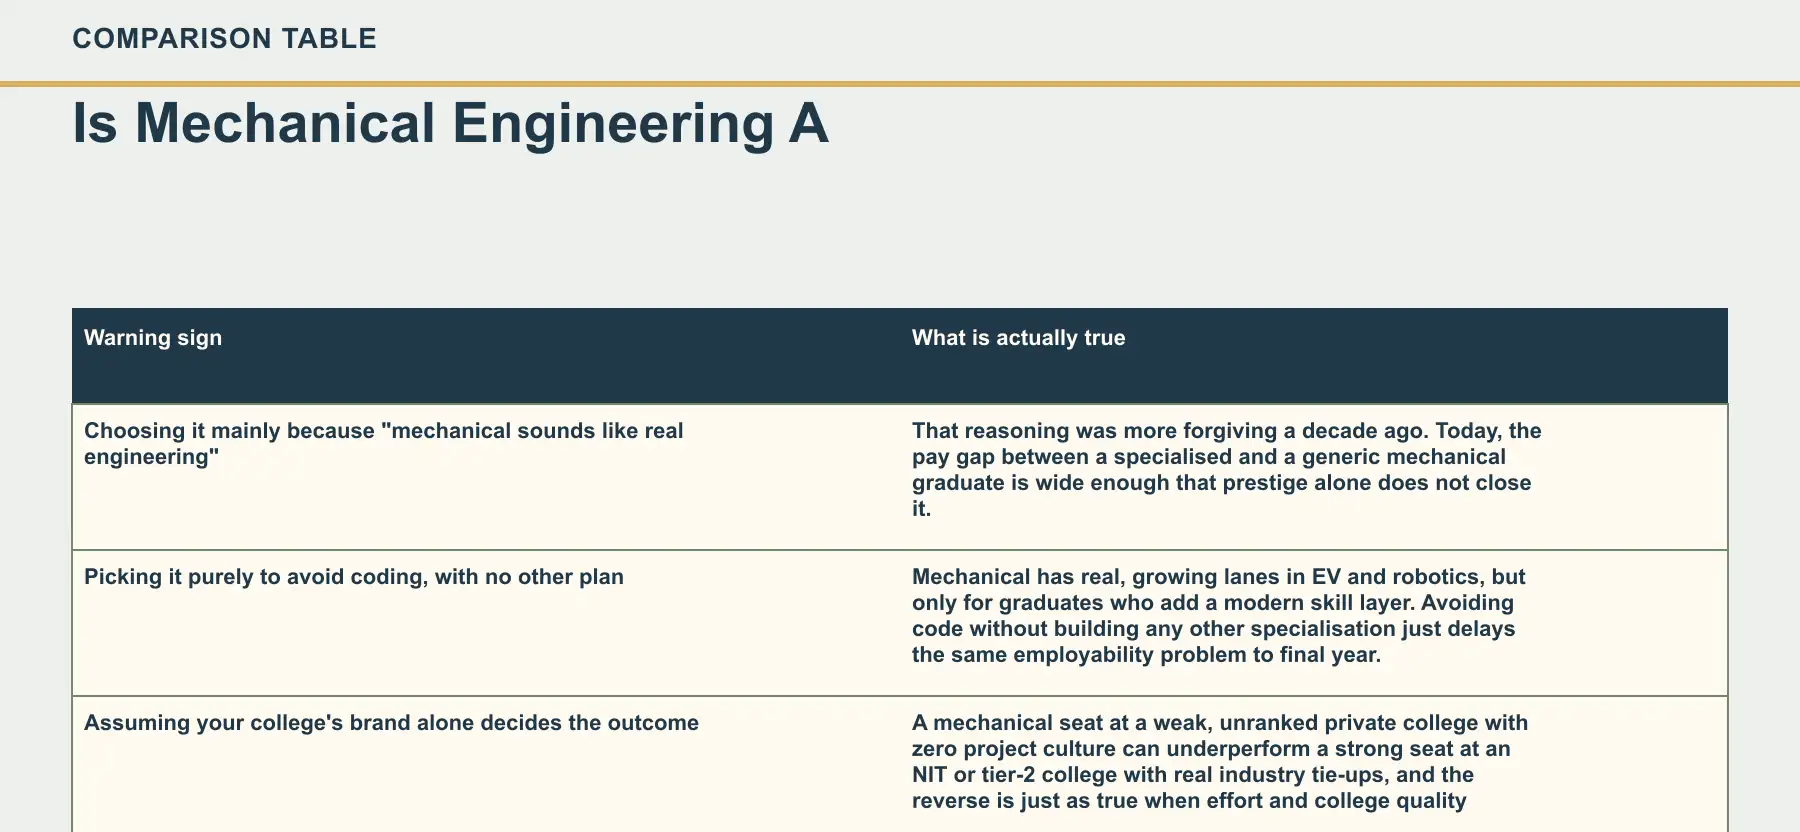 COMPARISON TABLE
Is Mechanical Engineering A
Warning sign
What is actually true
Choosing it mainly because "mechanical sounds like real
engineering"
That reasoning was more forgiving a decade ago. Today, the
pay gap between a specialised and a generic mechanical
graduate is wide enough that prestige alone does not close
it.
Picking it purely to avoid coding, with no other plan
Mechanical has real, growing lanes in EV and robotics, but
only for graduates who add a modern skill layer. Avoiding
code without building any other specialisation just delays
the same employability problem to final year.
Assuming your college's brand alone decides the outcome
A mechanical seat at a weak, unranked private college with
zero project culture can underperform a strong seat at an
NIT or tier-2 college with real industry tie-ups, and the
reverse is just as true when effort and college quality